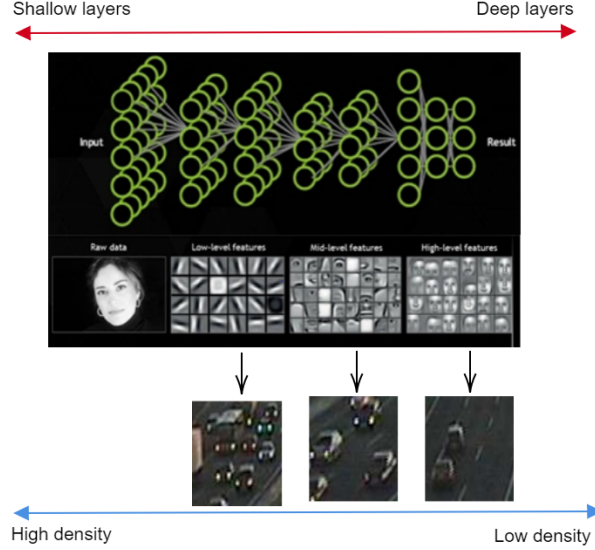 Shallow layers
Deep layers
Input
Result
Raw data
Low-level features
Mid-level features
High-level features
High density
Low density